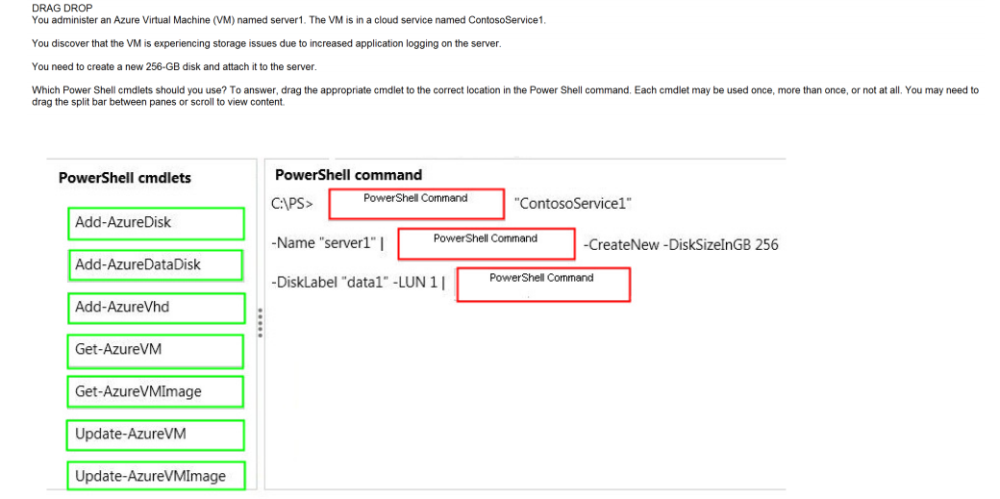 DRAG DROP
You administer an Azure Virtual Machine (VM) named server1. The VM is in a cloud service named ContosoService1.
You discover that the VM is experiencing storage issues due to increased application logging on the server.
You need to create a new 256-GB disk and attach it to the server.
Which Power Shell cmdlets should you use? To answer, drag the appropriate cmdlet to the correct location in the Power Shell command. Each cmdlet may be used once, more than once, or not at all. You may need to
drag the split bar between panes or scroll to view content.
PowerShell cmdlets
Add-AzureDisk
Add-AzureDataDisk
Add-AzureVhd
Get-AzureVM
Get-AzureVMImage
Update-AzureVM
Update-AzureVMImage
PowerShell command
C:\PS> PowerShell Command "ContosoService1"
-Name "server1" | PowerShell Command -CreateNew -DiskSizeInGB 256
-DiskLabel "data1" -LUN 1 | PowerShell Command